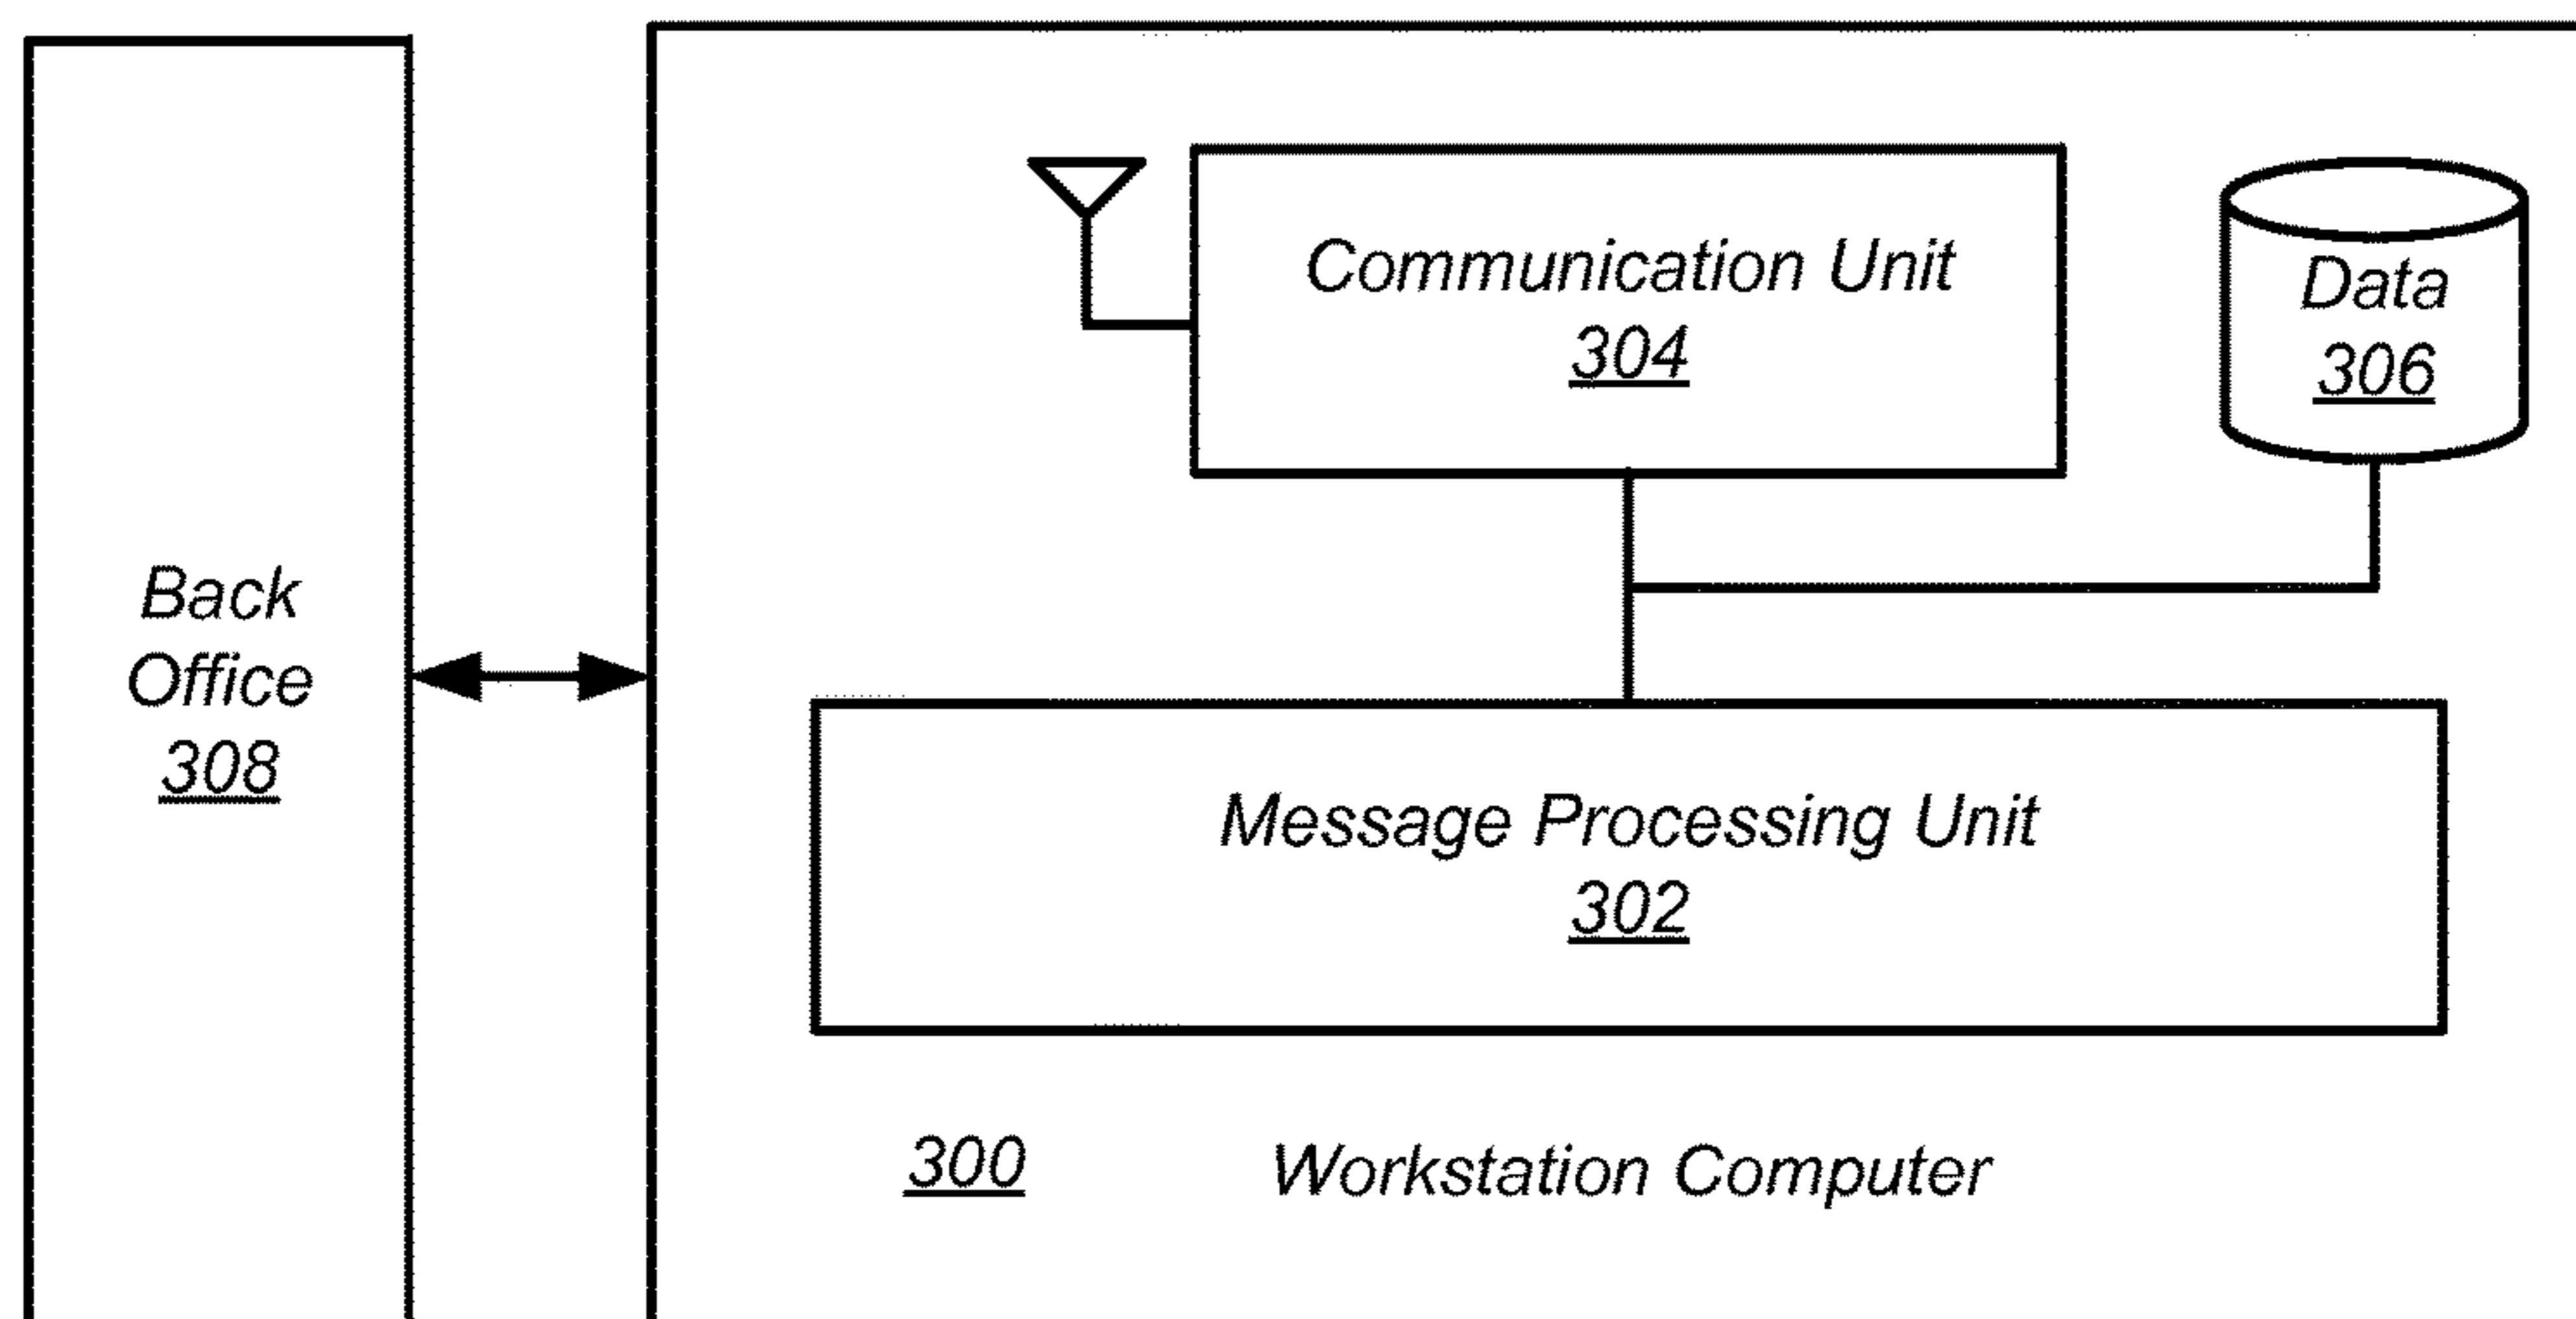 Back
Office
308
Communication Unit
304
Data
306
Message Processing Unit
302
300 Workstation Computer